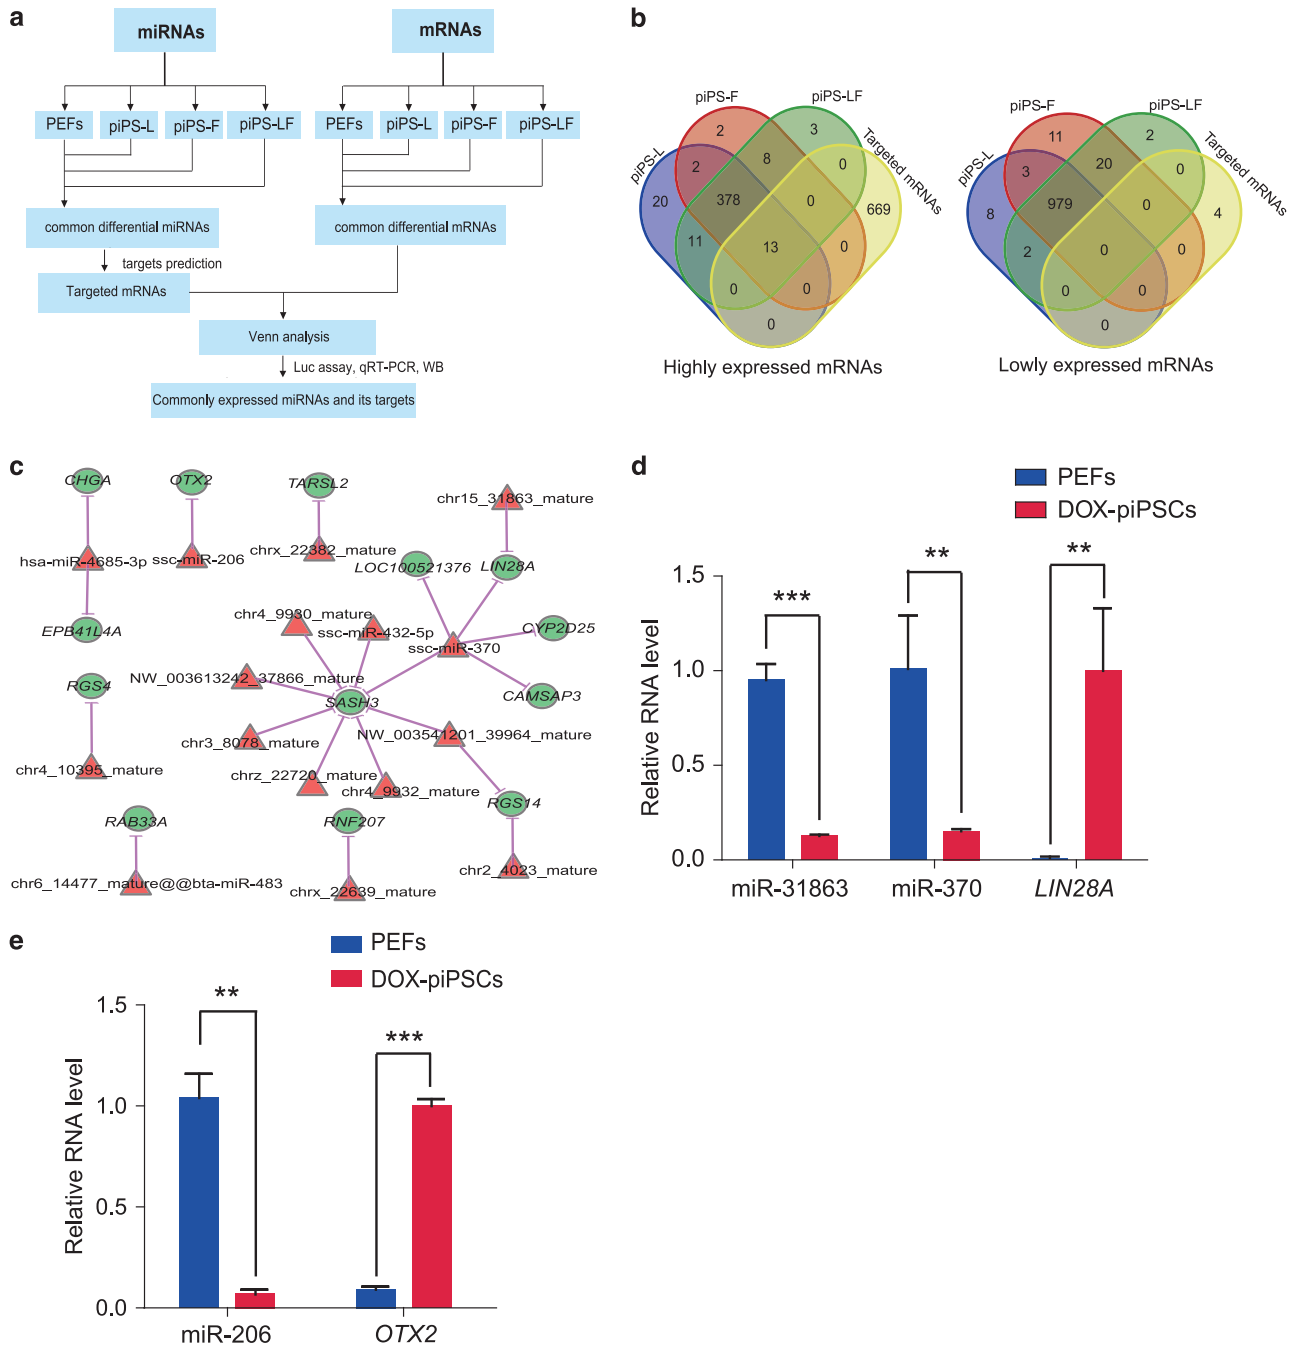 a
miRNAs
mRNAs
PEFs
piPS-L
piPS-F
piPS-LF
PEFs
piPS-L
piPS-F
piPS-LF
common differential miRNAs
common differential mRNAs
targets prediction
Targeted mRNAs
Venn analysis
Luc assay, qRT-PCR, WB
Commonly expressed miRNAs and its targets
b
piPS-L
piPS-F
piPS-LF
Targeted mRNAs
2
3
2
8
0
20
378
0
669
11
13
0
0
0
0
Highly expressed mRNAs
piPS-L
piPS-F
piPS-LF
Targeted mRNAs
11
2
3
20
0
8
979
0
4
2
0
0
0
0
0
Lowly expressed mRNAs
c
CHGA
OTX2
TARSL2
chr15_31863_mature
hsa-miR-4685-3p
ssc-miR-206
chrx_22382_mature
LOC100521376
LIN28A
EPB41L4A
chr4_9930_mature
ssc-miR-432-5p
ssc-miR-370
CYP2D25
RGS4
NW_003613242_37866_mature
SASH3
CAMSAP3
chr3_8078_mature
NW_003541201_39964_mature
chr4_10395_mature
chrz_22720_mature
chr4_9932_mature
RAB33A
RNF207
RGS14
chr6_14477_mature@@bta-miR-483
chrx_22639_mature
chr2_4023_mature
d
PEFs
DOX-piPSCs
Relative RNA level
1.5
1.0
0.5
0.0
***
**
**
miR-31863
miR-370
LIN28A
e
PEFs
DOX-piPSCs
Relative RNA level
1.5
1.0
0.5
0.0
**
***
miR-206
OTX2